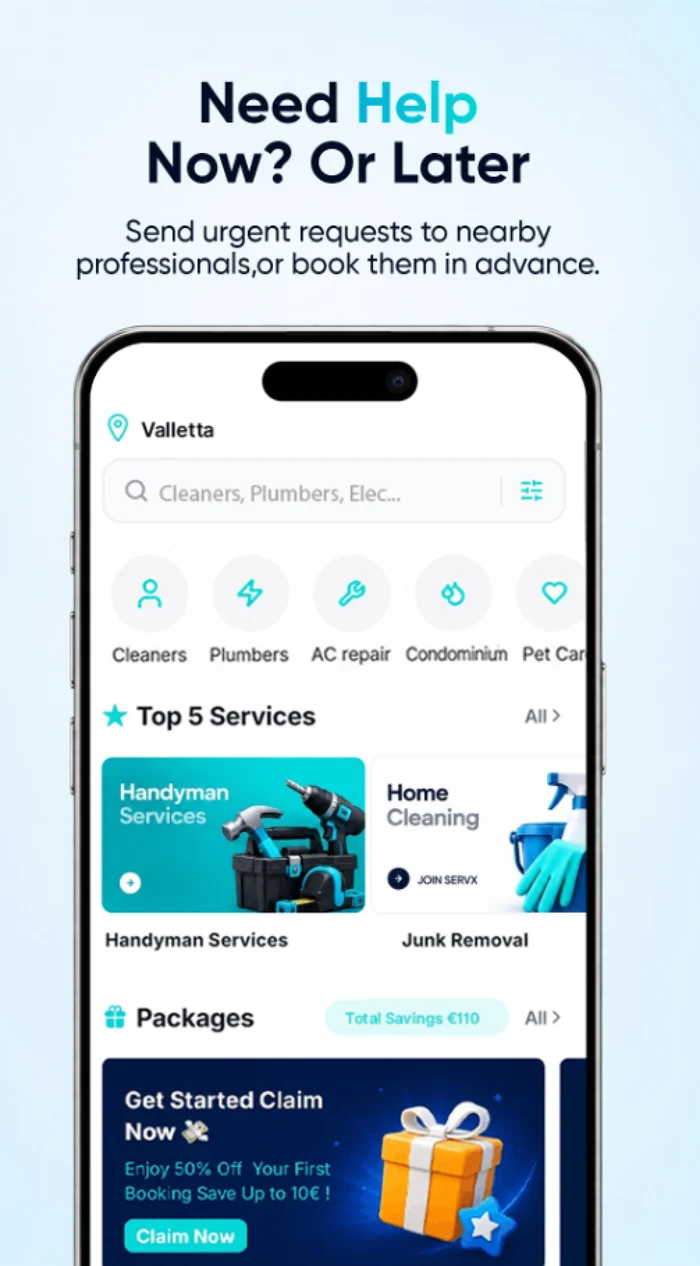 Need Help
Now? Or Later
Send urgent requests to nearby
professionals,or book them in advance.
Valletta
Cleaners, Plumbers, Elec...
Cleaners
Plumbers
AC repair
Condominium
Pet Car
Top 5 Services
All >
Handyman
Services
Home
Cleaning
JOIN SERVX
Handyman Services
Junk Removal
Packages
Total Savings €110
All >
Get Started Claim
Now 💸
Enjoy 50% Off Your First
Booking Save Up to 10€ !
Claim Now